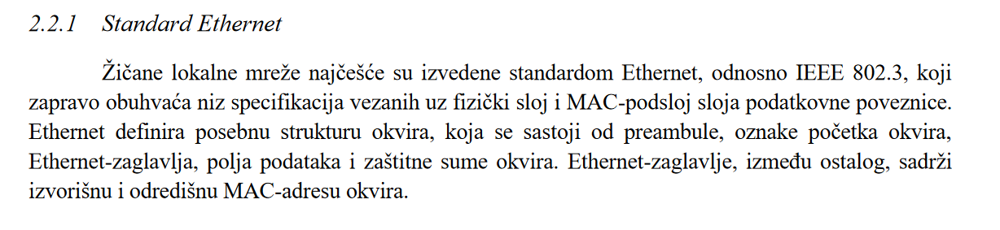 2.2.1 Standard Ethernet
Žičane lokalne mreže najčešće su izvedene standardom Ethernet, odnosno IEEE 802.3, koji
zapravo obuhvaća niz specifikacija vezanih uz fizički sloj i MAC-podsloj sloja podatkovne poveznice.
Ethernet definira posebnu strukturu okvira, koja se sastoji od preambule, oznake početka okvira,
Ethernet-zaglavlja, polja podataka i zaštitne sume okvira. Ethernet-zaglavlje, između ostalog, sadrži
izvorišnu i odredišnu MAC-adresu okvira.